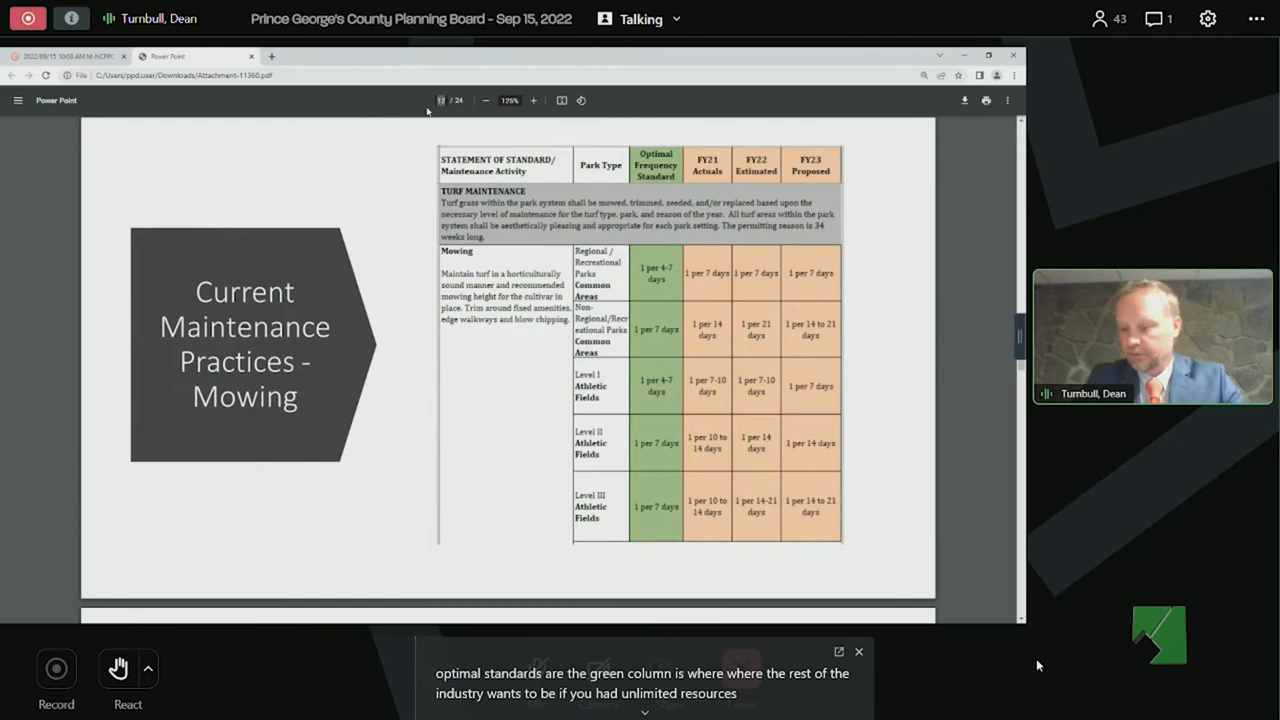 Turnbull, Dean
Prince George's County Planning Board - Sep 15, 2022
Talking
43
1
2022/09/15 10:00 AM M-NCPPC
Power Point
File
C:/Users/ppd.user/Downloads/Attachment-11360.pdf
Power Point
12 / 24
125%
Current
Maintenance
Practices -
Mowing
STATEMENT OF STANDARD/
Maintenance Activity
Park Type
Optimal
Frequency
Standard
FY21
Actuals
FY22
Estimated
FY23
Proposed
TURF MAINTENANCE
Turf grass within the park system shall be mowed, trimmed, seeded, and/or replaced based upon the
necessary level of maintenance for the turf type, park, and season of the year. All turf areas within the park
system shall be aesthetically pleasing and appropriate for each park setting. The permitting season is 34
weeks long.
Mowing
Maintain turf in a horticulturally
sound manner and recommended
mowing height for the cultivar in
place. Trim around fixed amenities,
edge walkways and blow chipping.
Regional /
Recreational
Parks
Common
Areas
1 per 4-7
days
1 per 7 days
1 per 7 days
1 per 7 days
Non-
Regional/Recr
eational Parks
Common
Areas
1 per 7 days
1 per 14
days
1 per 21
days
1 per 14 to 21
days
Level I
Athletic
Fields
1 per 4-7
days
1 per 7-10
days
1 per 7-10
days
1 per 7 days
Level II
Athletic
Fields
1 per 7 days
1 per 10 to
14 days
1 per 14
days
1 per 14 days
Level III
Athletic
Fields
1 per 7 days
1 per 10 to
14 days
1 per 14-21
days
1 per 14 to 21
days
Turnbull, Dean
optimal standards are the green column is where where the rest of the
industry wants to be if you had unlimited resources
Record
React